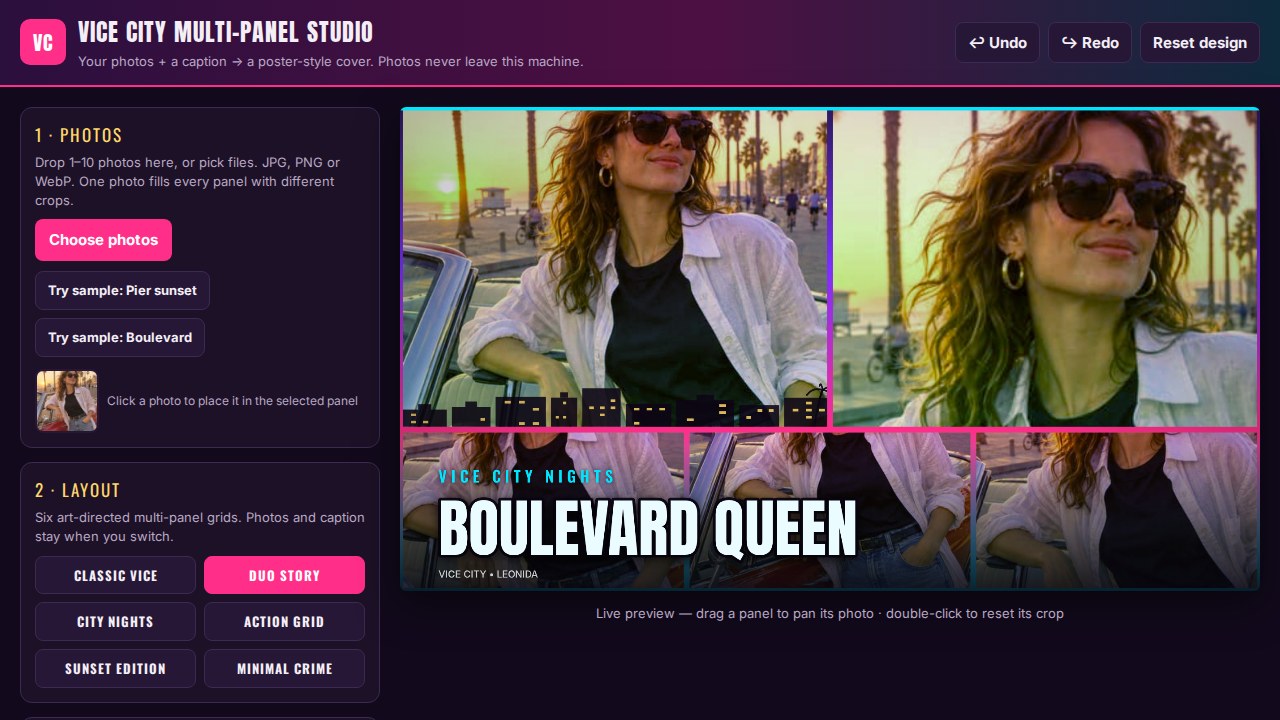 VC
VICE CITY MULTI-PANEL STUDIO
Your photos + a caption → a poster-style cover. Photos never leave this machine.
↩ Undo
↪ Redo
Reset design
1 · PHOTOS
Drop 1–10 photos here, or pick files. JPG, PNG or
WebP. One photo fills every panel with different
crops.
Choose photos
Try sample: Pier sunset
Try sample: Boulevard
Click a photo to place it in the selected panel
2 · LAYOUT
Six art-directed multi-panel grids. Photos and caption
stay when you switch.
CLASSIC VICE
DUO STORY
CITY NIGHTS
ACTION GRID
SUNSET EDITION
MINIMAL CRIME
VICE CITY NIGHTS
BOULEVARD QUEEN
VICE CITY • LEONIDA
Live preview — drag a panel to pan its photo · double-click to reset its crop